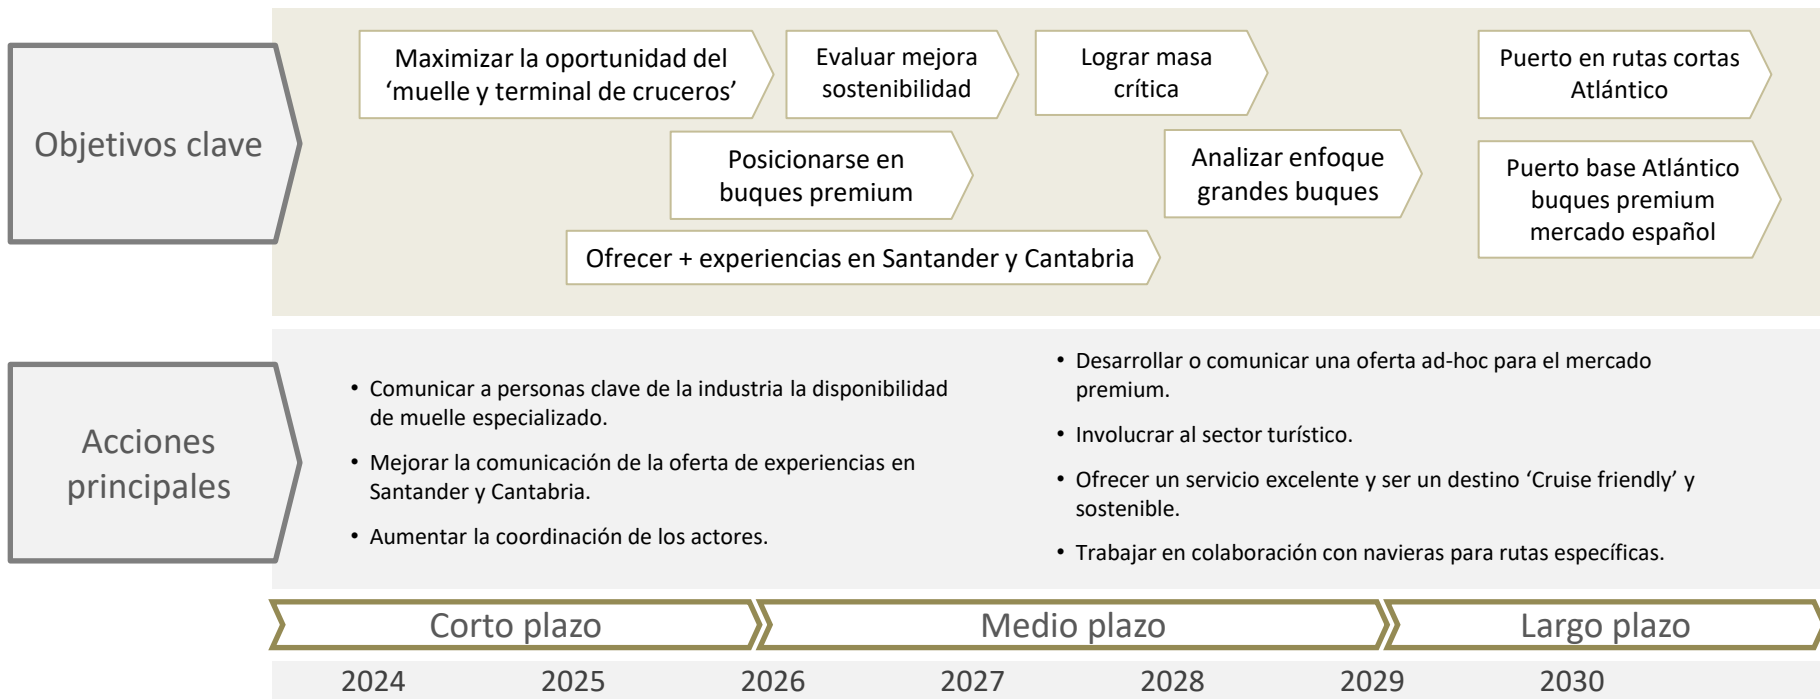 Objetivos clave
Maximizar la oportunidad del
‘muelle y terminal de cruceros’
Evaluar mejora
sostenibilidad
Lograr masa
crítica
Puerto en rutas cortas
Atlántico
Posicionarse en
buques premium
Analizar enfoque
grandes buques
Puerto base Atlántico
buques premium
mercado español
Ofrecer + experiencias en Santander y Cantabria
Acciones
principales
• Comunicar a personas clave de la industria la disponibilidad
de muelle especializado.
• Mejorar la comunicación de la oferta de experiencias en
Santander y Cantabria.
• Aumentar la coordinación de los actores.
• Desarrollar o comunicar una oferta ad-hoc para el mercado
premium.
• Involucrar al sector turístico.
• Ofrecer un servicio excelente y ser un destino ‘Cruise friendly’ y
sostenible.
• Trabajar en colaboración con navieras para rutas específicas.
Corto plazo
Medio plazo
Largo plazo
2024
2025
2026
2027
2028
2029
2030